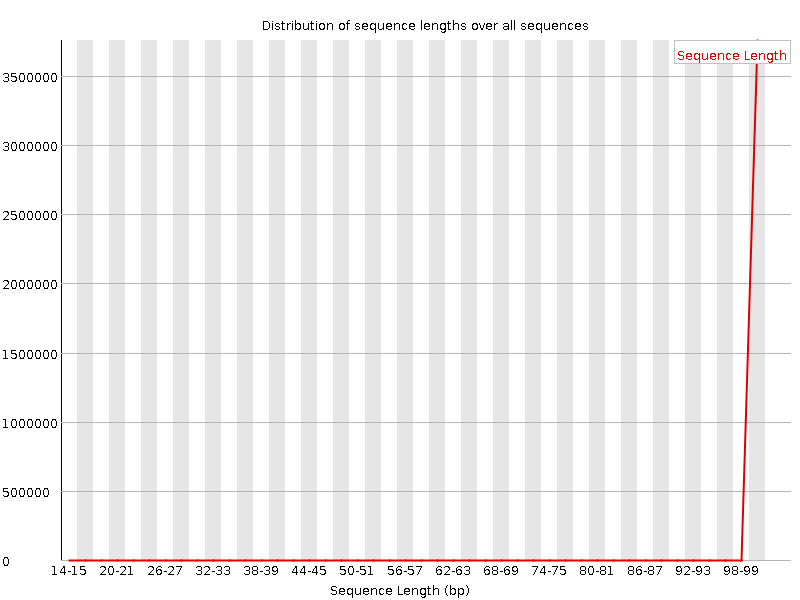 Distribution of sequence lengths over all sequences
Sequence Length
3500000
3000000
2500000
2000000
1500000
1000000
500000
0
14-15 20-21 26-27 32-33 38-39 44-45 50-51 56-57 62-63 68-69 74-75 80-81 86-87 92-93 98-99
Sequence Length (bp)